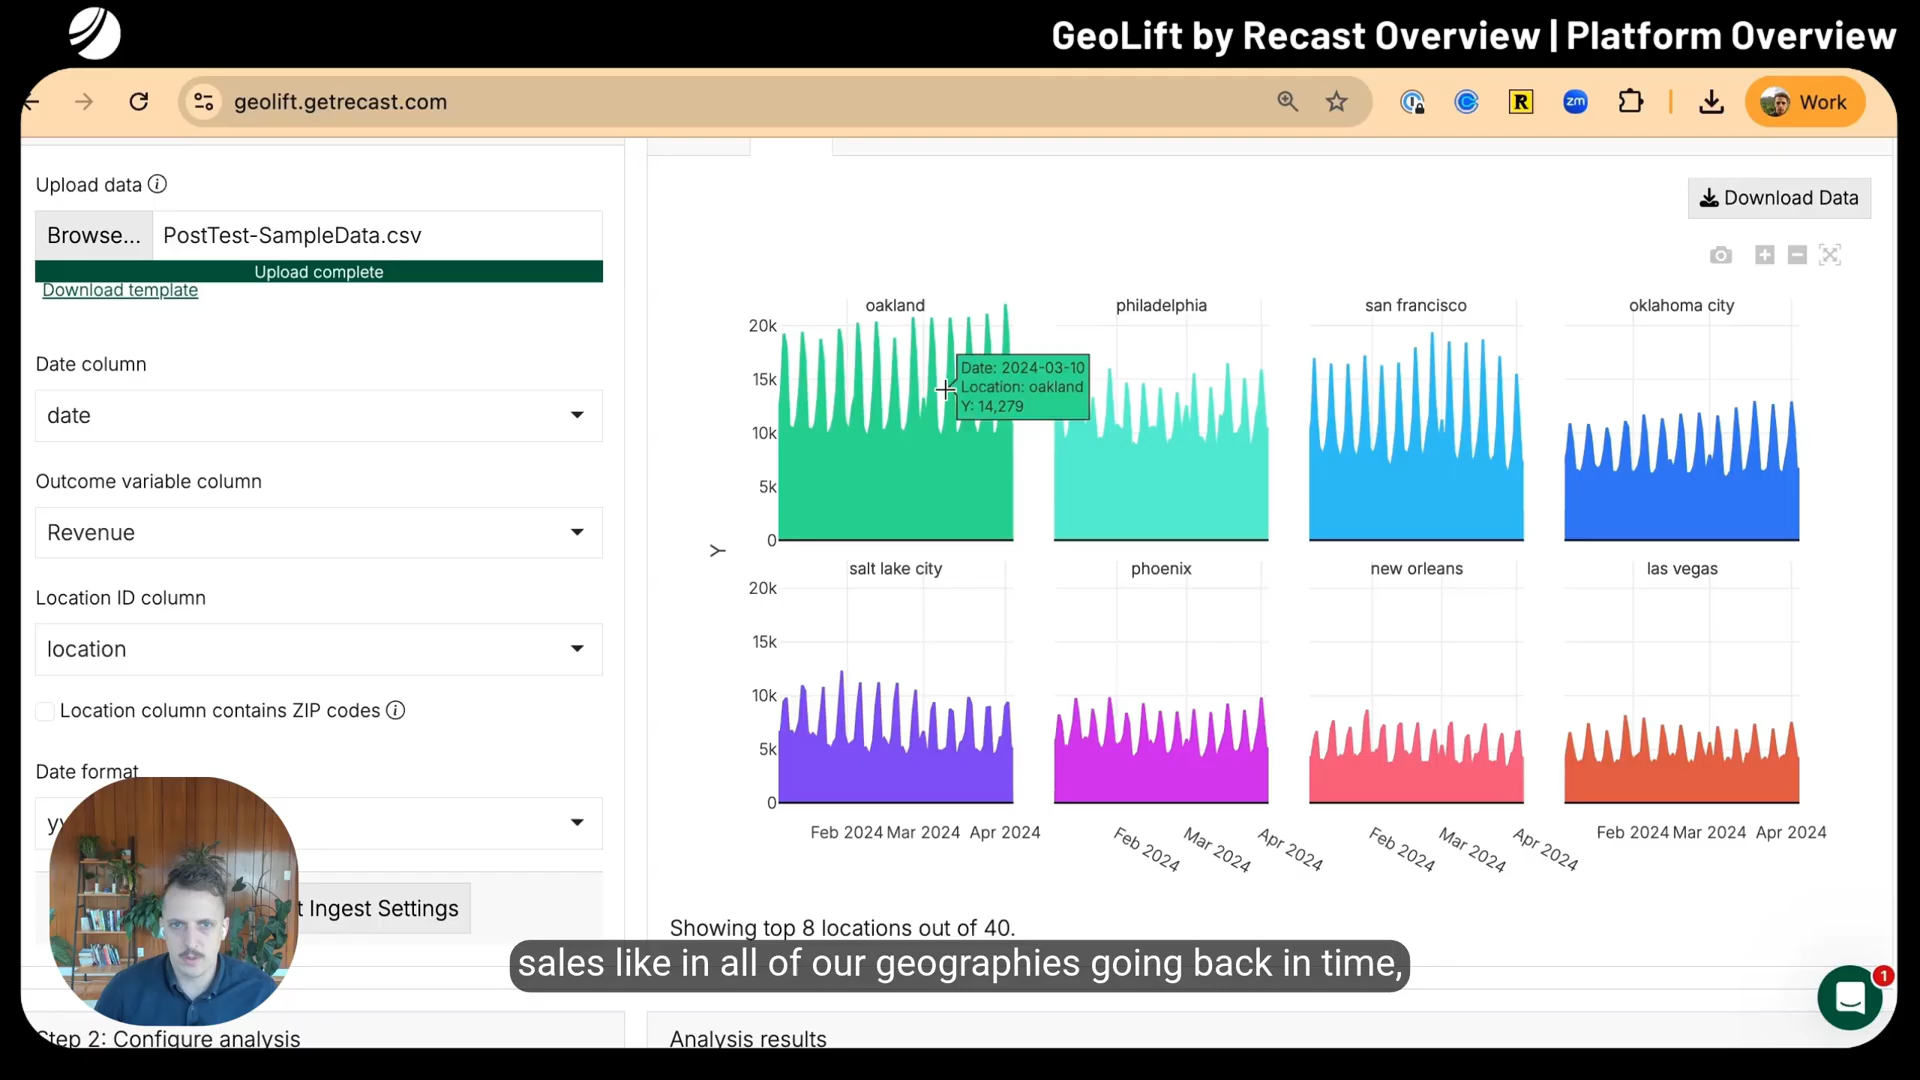 GeoLift by Recast Overview | Platform Overview
geolift.getrecast.com
R
zm
Work
Upload data
Browse... PostTest-SampleData.csv
Upload complete
Download template
Date column
date
Outcome variable column
Revenue
Location ID column
location
Location column contains ZIP codes
Date format
Ingest Settings
Step 2: Configure analysis
Download Data
oakland philadelphia san francisco oklahoma city
20k
15k
10k
5k
0
Date: 2024-03-10
Location: oakland
Y: 14,279
Y
salt lake city phoenix new orleans las vegas
20k
15k
10k
5k
0
Feb 2024 Mar 2024 Apr 2024 Feb 2024 Mar 2024 Apr 2024 Feb 2024 Mar 2024 Apr 2024 Feb 2024 Mar 2024 Apr 2024
Showing top 8 locations out of 40.
sales like in all of our geographies going back in time,
1
Analysis results